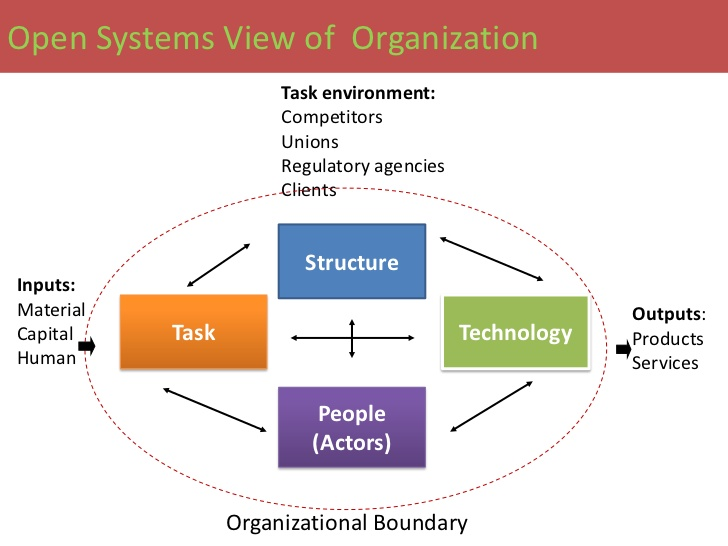 Open Systems View of  Organization
Task environment:
Competitors
Unions
Regulatory agencies
Clients
Structure
Inputs:
Material
Capital
Human
Task
Technology
Outputs:
Products
Services
People
(Actors)
Organizational Boundary